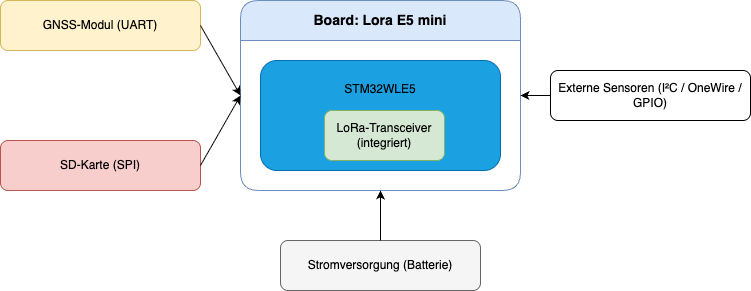 GNSS-Modul (UART)
Board: Lora E5 mini
STM32WLE5
LoRa-Transceiver
(integriert)
Externe Sensoren (I²C / OneWire /
GPIO)
SD-Karte (SPI)
Stromversorgung (Batterie)